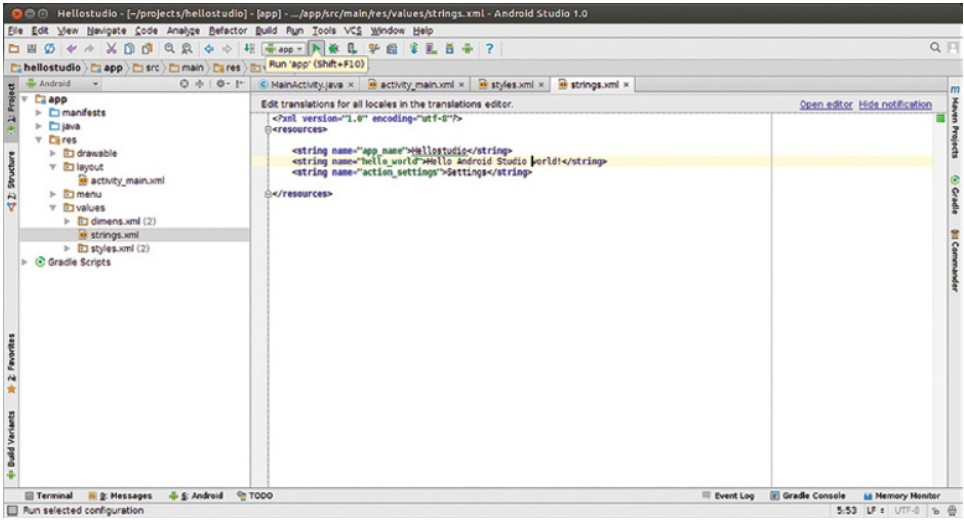 Hellostudio - [~/projects/hellostudio] - [app] - .../app/src/main/res/values/strings.xml - Android Studio 1.0
File Edit View Navigate Code Analyze Refactor Build Run Tools VCS Window Help
app
Run 'app' (Shift+F10)
hellostudio app src main res
Android
MainActivity.java × activity_main.xml × styles.xml × strings.xml ×
Edit translations for all locales in the translations editor. Open editor Hide notification
app
manifests
java
res
drawable
layout
activity_main.xml
menu
values
dimens.xml (2)
strings.xml
styles.xml (2)
Gradle Scripts
<?xml version="1.0" encoding="utf-8"?>
<resources>
<string name="app_name">Hellostudio</string>
<string name="hello_world">Hello Android Studio world!</string>
<string name="action_settings">Settings</string>
</resources>
1: Project
Z: Structure
2: Favorites
Build Variants
m Maven Projects
Gradle
Commander
Terminal 0: Messages 6: Android TODO Event Log Gradle Console Memory Monitor
Run selected configuration 5:53 LF UTF-8